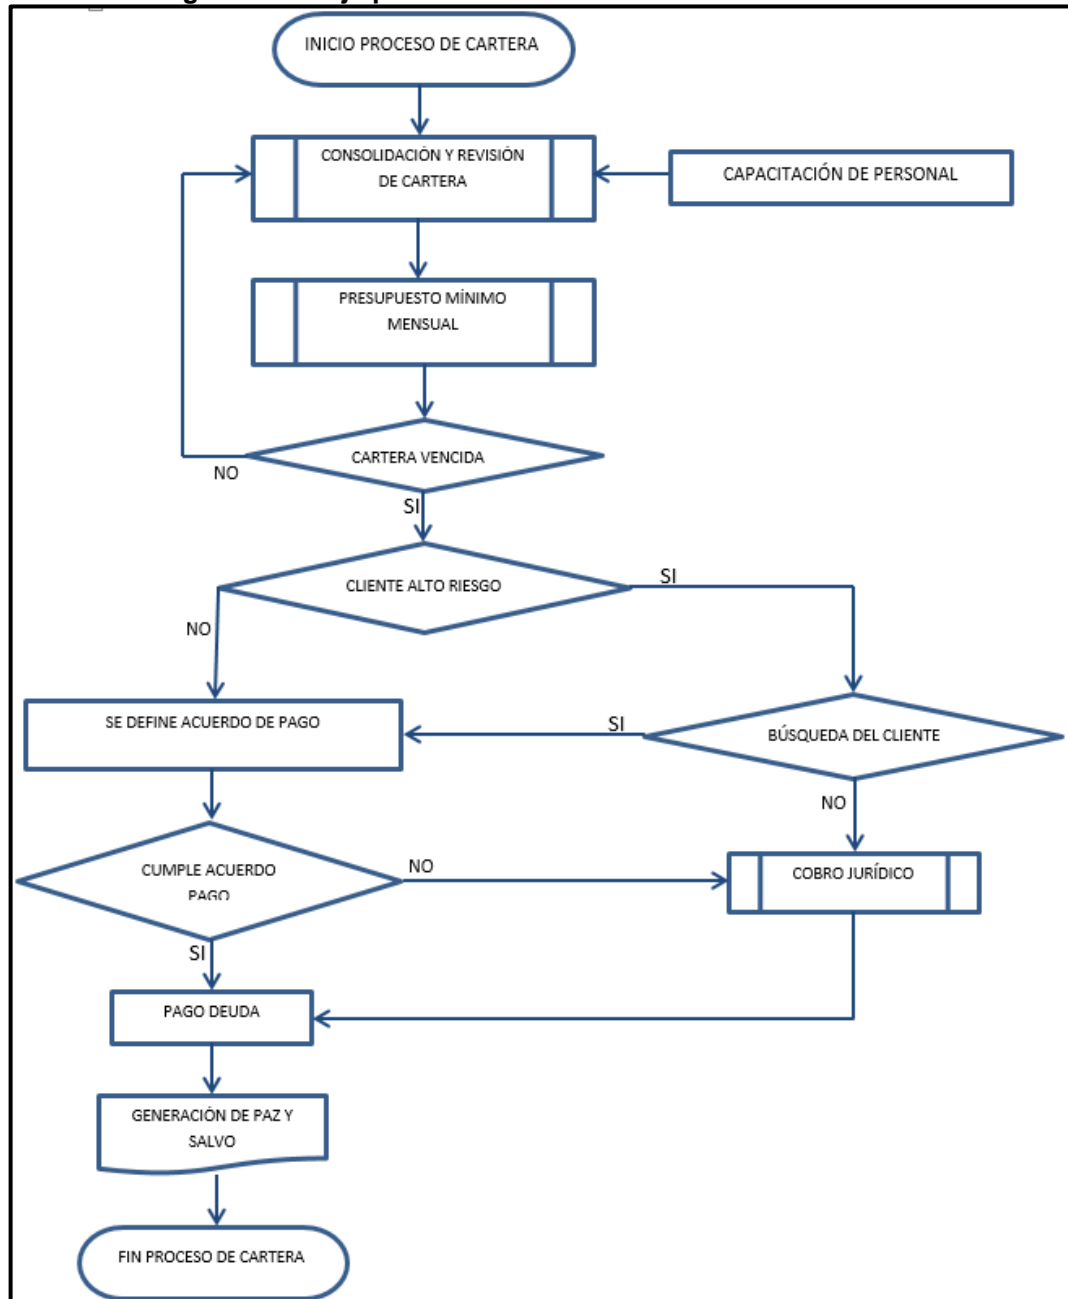 INICIO PROCESO DE CARTERA
CONSOLIDACIÓN Y REVISIÓN
DE CARTERA
CAPACITACIÓN DE PERSONAL
PRESUPUESTO MÍNIMO
MENSUAL
CARTERA VENCIDA
NO
SI
CLIENTE ALTO RIESGO
SI
NO
SE DEFINE ACUERDO DE PAGO
SI
BÚSQUEDA DEL CLIENTE
NO
CUMPLE ACUERDO
PAGO
NO
COBRO JURÍDICO
SI
PAGO DEUDA
GENERACIÓN DE PAZ Y
SALVO
FIN PROCESO DE CARTERA